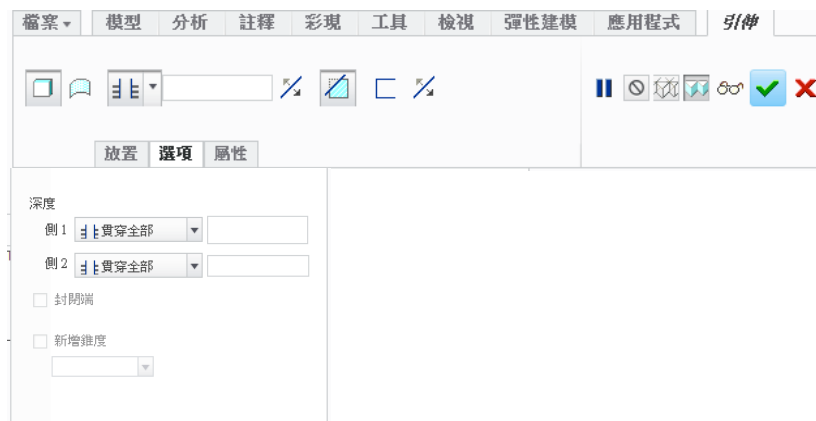 檔案 模型 分析 註釋 彩現 工具 檢視 彈性建模 應用程式 引伸
放置 選項 屬性
深度
側1 貫穿全部
側2 貫穿全部
封閉端
新增錐度